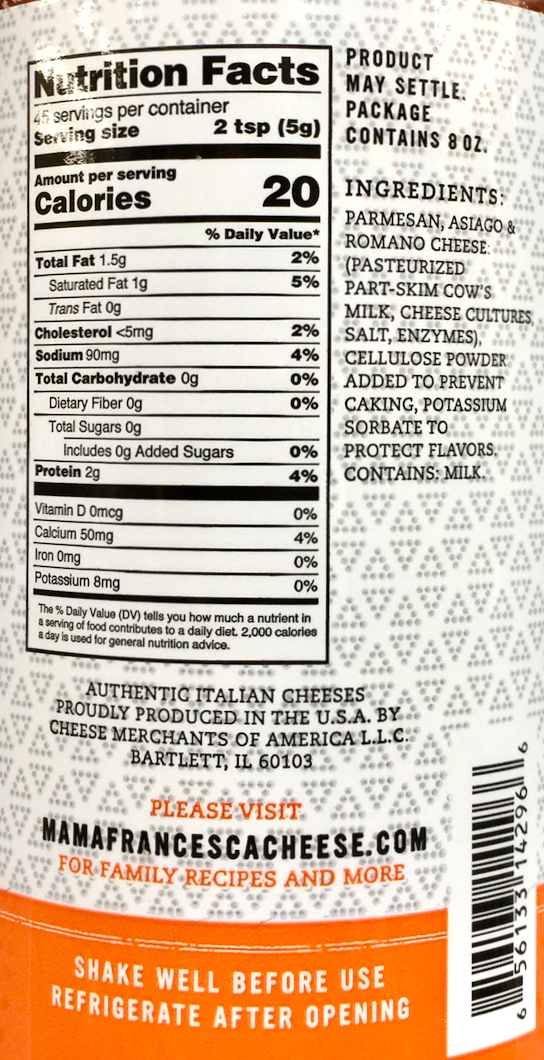 Nutrition Facts
45 servings per container
Serving size 2 tsp (5g)
Amount per serving
Calories 20
% Daily Value*
Total Fat 1.5g 2%
Saturated Fat 1g 5%
Trans Fat 0g
Cholesterol <5mg 2%
Sodium 90mg 4%
Total Carbohydrate 0g 0%
Dietary Fiber 0g 0%
Total Sugars 0g
Includes 0g Added Sugars 0%
Protein 2g 4%
Vitamin D 0mcg 0%
Calcium 50mg 4%
Iron 0mg 0%
Potassium 8mg 0%
The % Daily Value (DV) tells you how much a nutrient in
a serving of food contributes to a daily diet. 2,000 calories
a day is used for general nutrition advice.
PRODUCT
MAY SETTLE.
PACKAGE
CONTAINS 8 OZ.
INGREDIENTS:
PARMESAN, ASIAGO &
ROMANO CHEESE:
(PASTEURIZED
PART-SKIM COW'S
MILK, CHEESE CULTURES,
SALT, ENZYMES),
CELLULOSE POWDER
ADDED TO PREVENT
CAKING, POTASSIUM
SORBATE TO
PROTECT FLAVORS.
CONTAINS: MILK.
AUTHENTIC ITALIAN CHEESES
PROUDLY PRODUCED IN THE U.S.A. BY
CHEESE MERCHANTS OF AMERICA L.L.C.
BARTLETT, IL 60103
PLEASE VISIT
MAMAFRANCESCACHEESE.COM
FOR FAMILY RECIPES AND MORE
SHAKE WELL BEFORE USE
REFRIGERATE AFTER OPENING
6 56133 14296 6